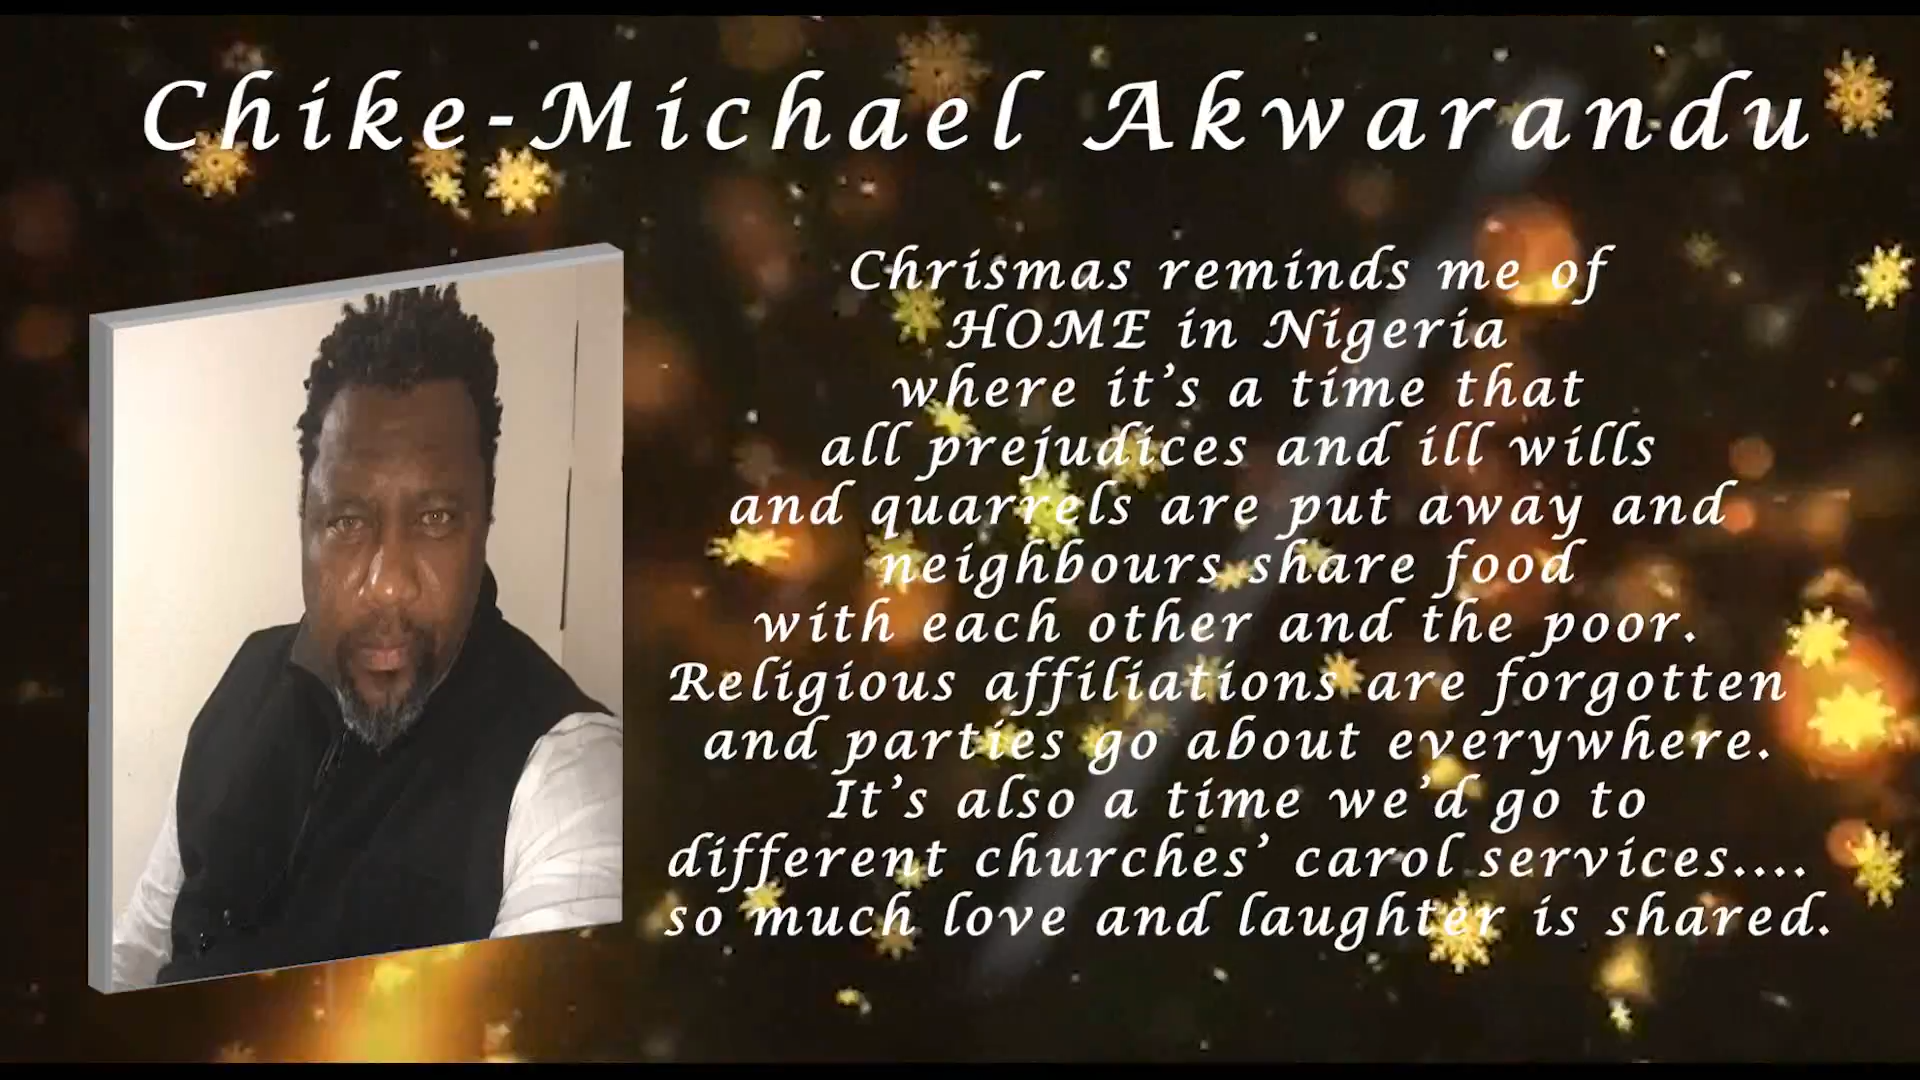 Chike-Michael Akwarandu
Chrismas reminds me of
HOME in Nigeria
where it's a time that
all prejudices and ill wills
and quarrels are put away and
neighbours share food
with each other and the poor.
Religious affiliations are forgotten
and parties go about everywhere.
It's also a time we'd go to
different churches' carol services....
so much love and laughter is shared.